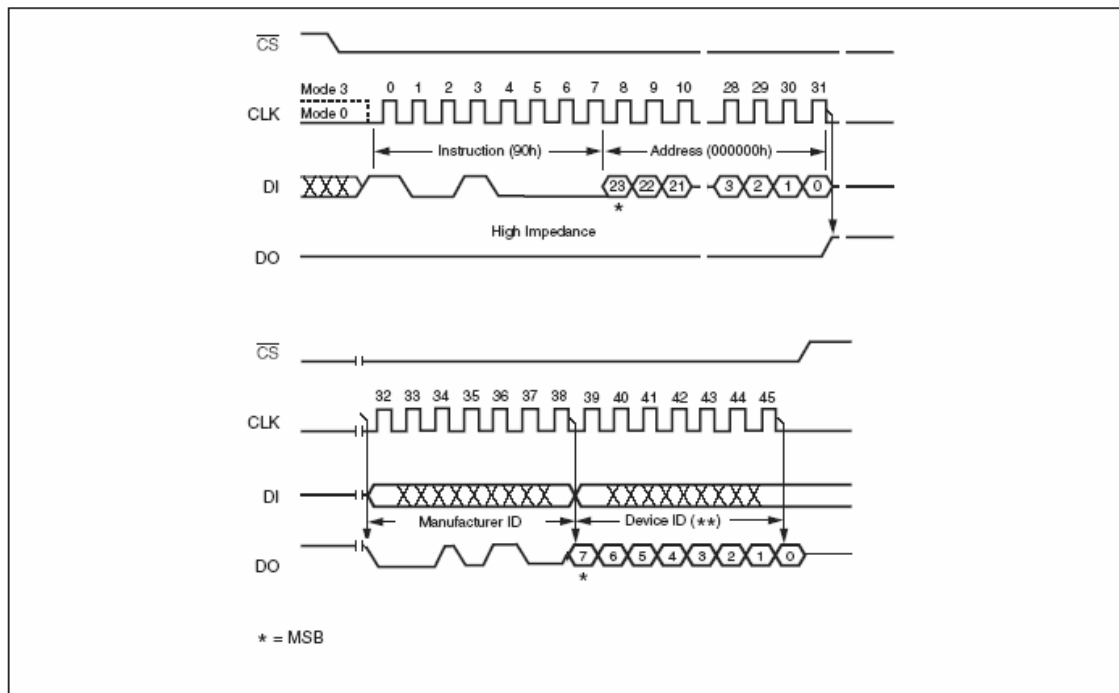 CS
0 1 2 3 4 5 6 7 8 9 10 28 29 30 31
Mode 3
CLK Mode 0
Instruction (90h) Address (000000h)
DI 23 22 21 3 2 1 0
*
High Impedance
DO
CS
32 33 34 35 36 37 38 39 40 41 42 43 44 45
CLK
DI
Manufacturer ID Device ID (**)
DO 7 6 5 4 3 2 1 0
*
* = MSB